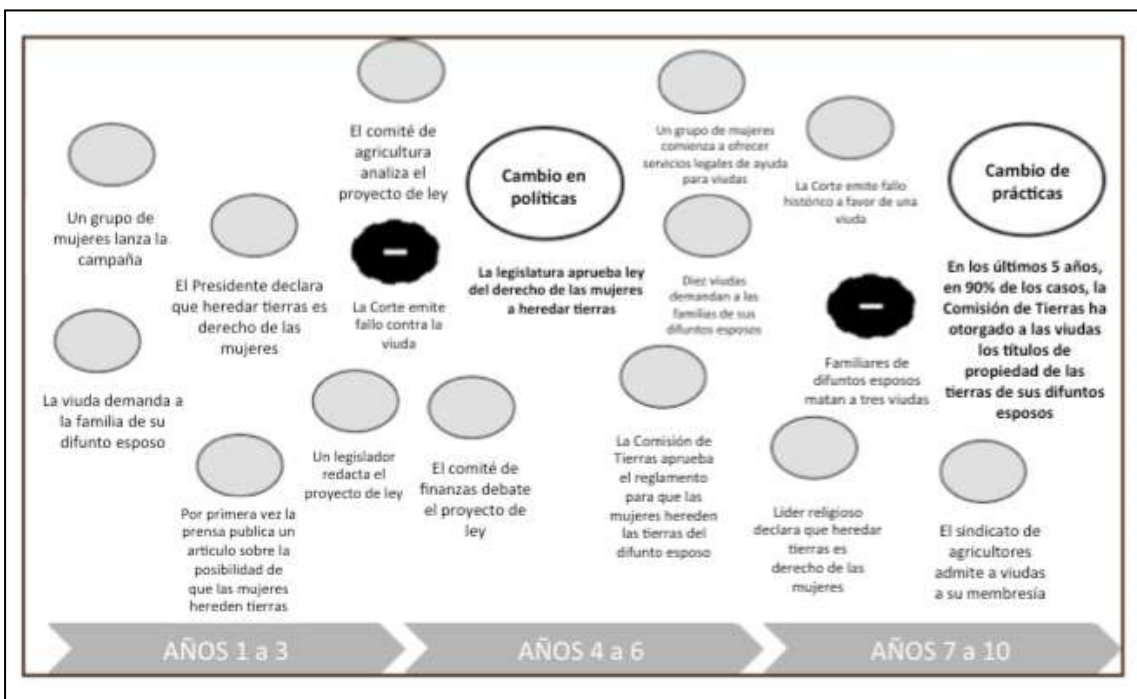 Un grupo de
mujeres lanza la
campaña
La viuda demanda a
la familia de su
difunto esposo
El Presidente declara
que heredar tierras es
derecho de las
mujeres
Por primera vez la
prensa publica un
articulo sobre la
posibilidad de
que las mujeres
hereden tierras
El comité de
agricultura
analiza el
proyecto de ley
La Corte emite
fallo contra la
viuda
Un legislador
redacta el
proyecto de ley
El comité de
finanzas debate
el proyecto de
ley
Cambio en
políticas
La legislatura aprueba ley
del derecho de las mujeres
a heredar tierras
Un grupo de mujeres
comienza a ofrecer
servicios legales de ayuda
para viudas
Diez viudas
demandan a las
familias de sus
difuntos esposos
La Comisión de
Tierras aprueba
el reglamento
para que las
mujeres hereden
las tierras del
difunto esposo
La Corte emite fallo
histórico a favor de una
viuda
Familiares de
difuntos esposos
matan a tres viudas
Lider religioso
declara que heredar
tierras es
derecho de las
mujeres
Cambio de
prácticas
En los últimos 5 años,
en 90% de los casos, la
Comisión de Tierras ha
otorgado a las viudas
los títulos de
propiedad de las
tierras de sus difuntos
esposos
El sindicato de
agricultores
admite a viudas
a su membresía
AÑOS 1 a 3
AÑOS 4 a 6
AÑOS 7 a 10